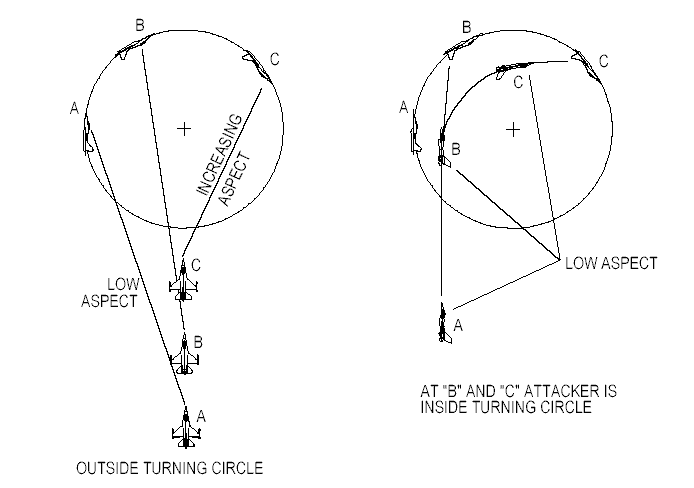 B
C
A
INCREASING
ASPECT
LOW
ASPECT
C
B
A
OUTSIDE TURNING CIRCLE
B
C
C
A
B
LOW ASPECT
A
AT "B" AND "C" ATTACKER IS
INSIDE TURNING CIRCLE